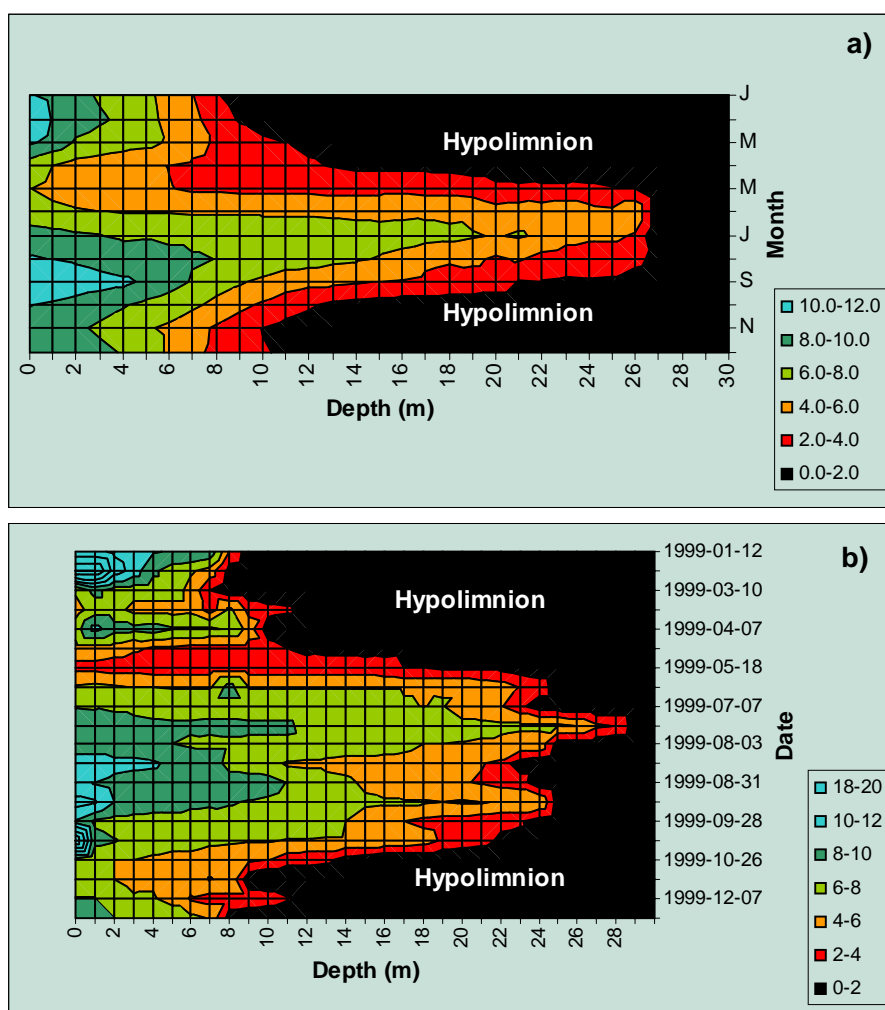 a)
Hypolimnion
Hypolimnion
J
M
M
J
S
N
Month
0 2 4 6 8 10 12 14 16 18 20 22 24 26 28 30
Depth (m)
10.0-12.0
8.0-10.0
6.0-8.0
4.0-6.0
2.0-4.0
0.0-2.0
b)
Hypolimnion
Hypolimnion
1999-01-12
1999-03-10
1999-04-07
1999-05-18
1999-07-07
1999-08-03
1999-08-31
1999-09-28
1999-10-26
1999-12-07
Date
0 2 4 6 8 10 12 14 16 18 20 22 24 26 28
Depth (m)
18-20
10-12
8-10
6-8
4-6
2-4
0-2